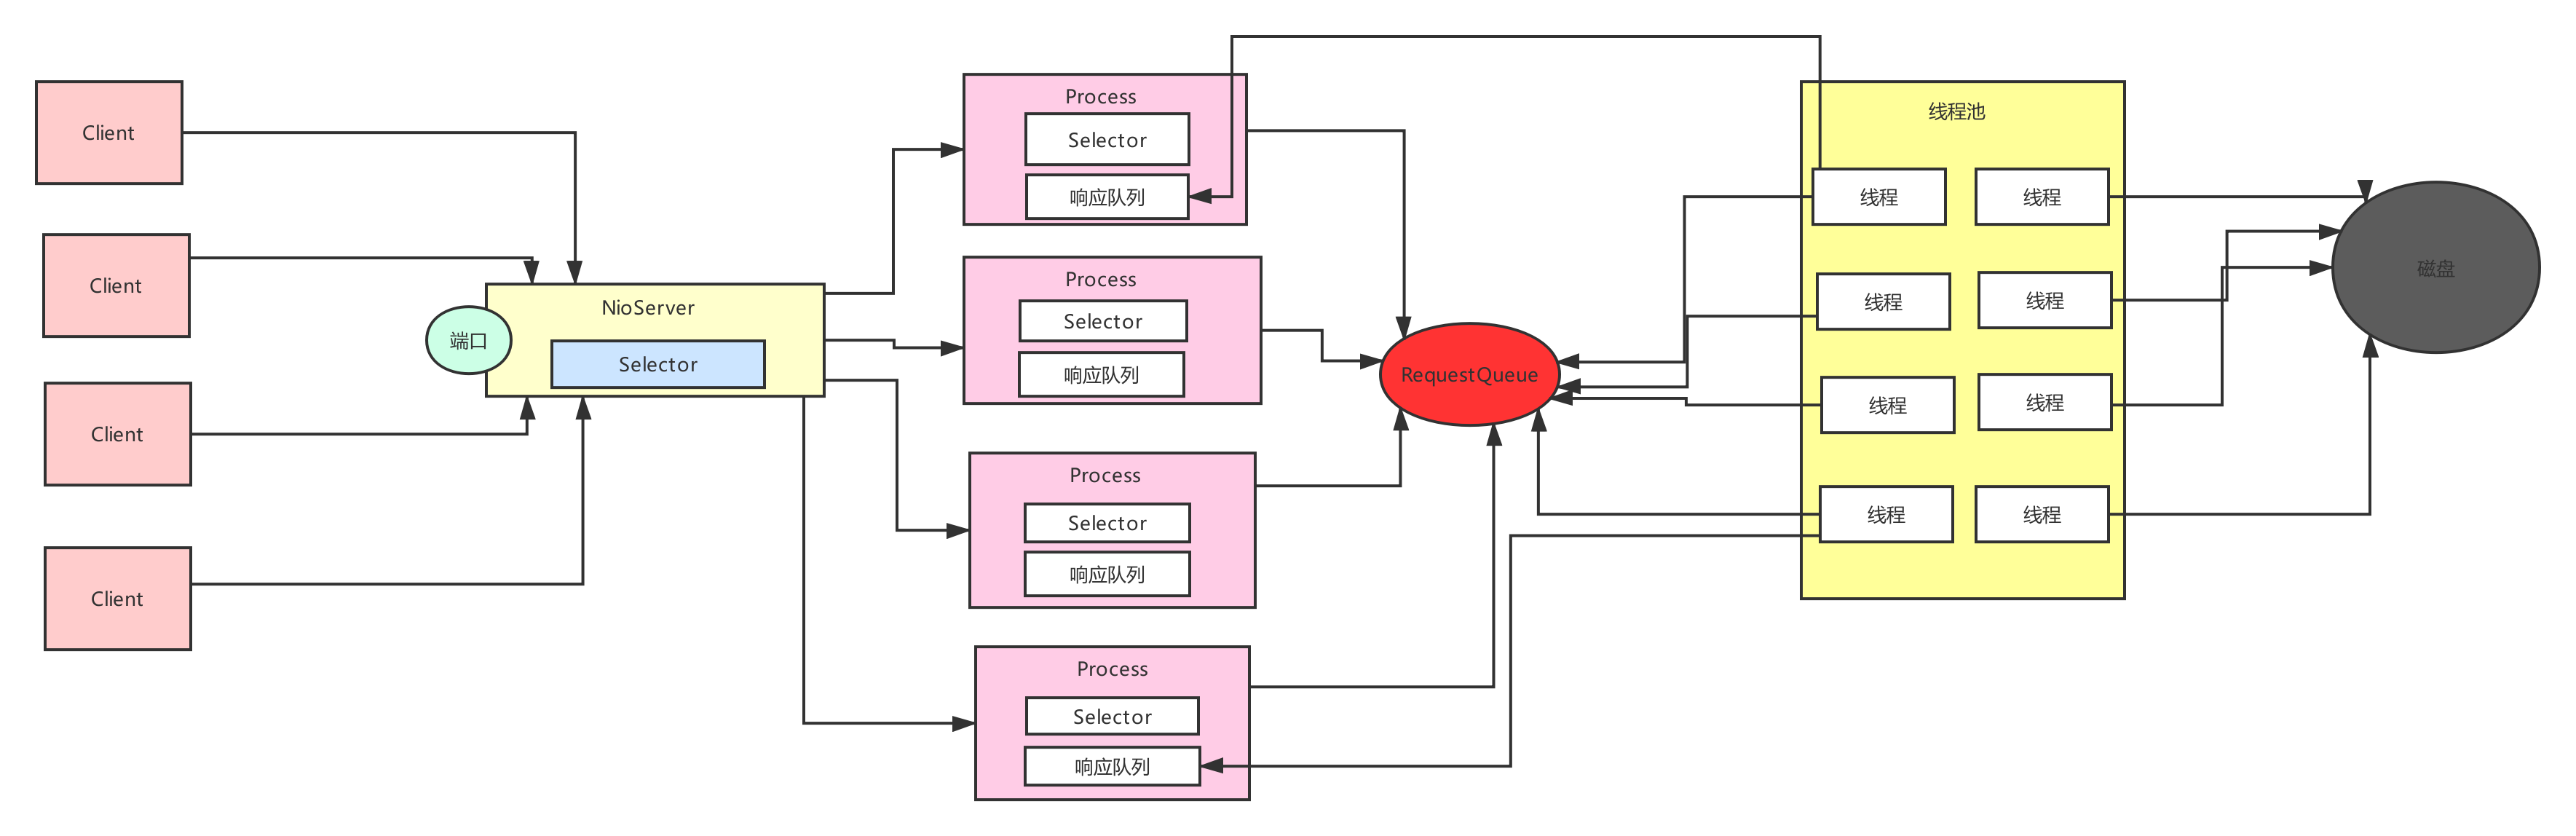 Client
Client
Client
Client
端口
NioServer
Selector
Process
Selector
响应队列
Process
Selector
响应队列
Process
Selector
响应队列
Process
Selector
响应队列
RequestQueue
线程池
线程
线程
线程
线程
线程
线程
线程
线程
磁盘